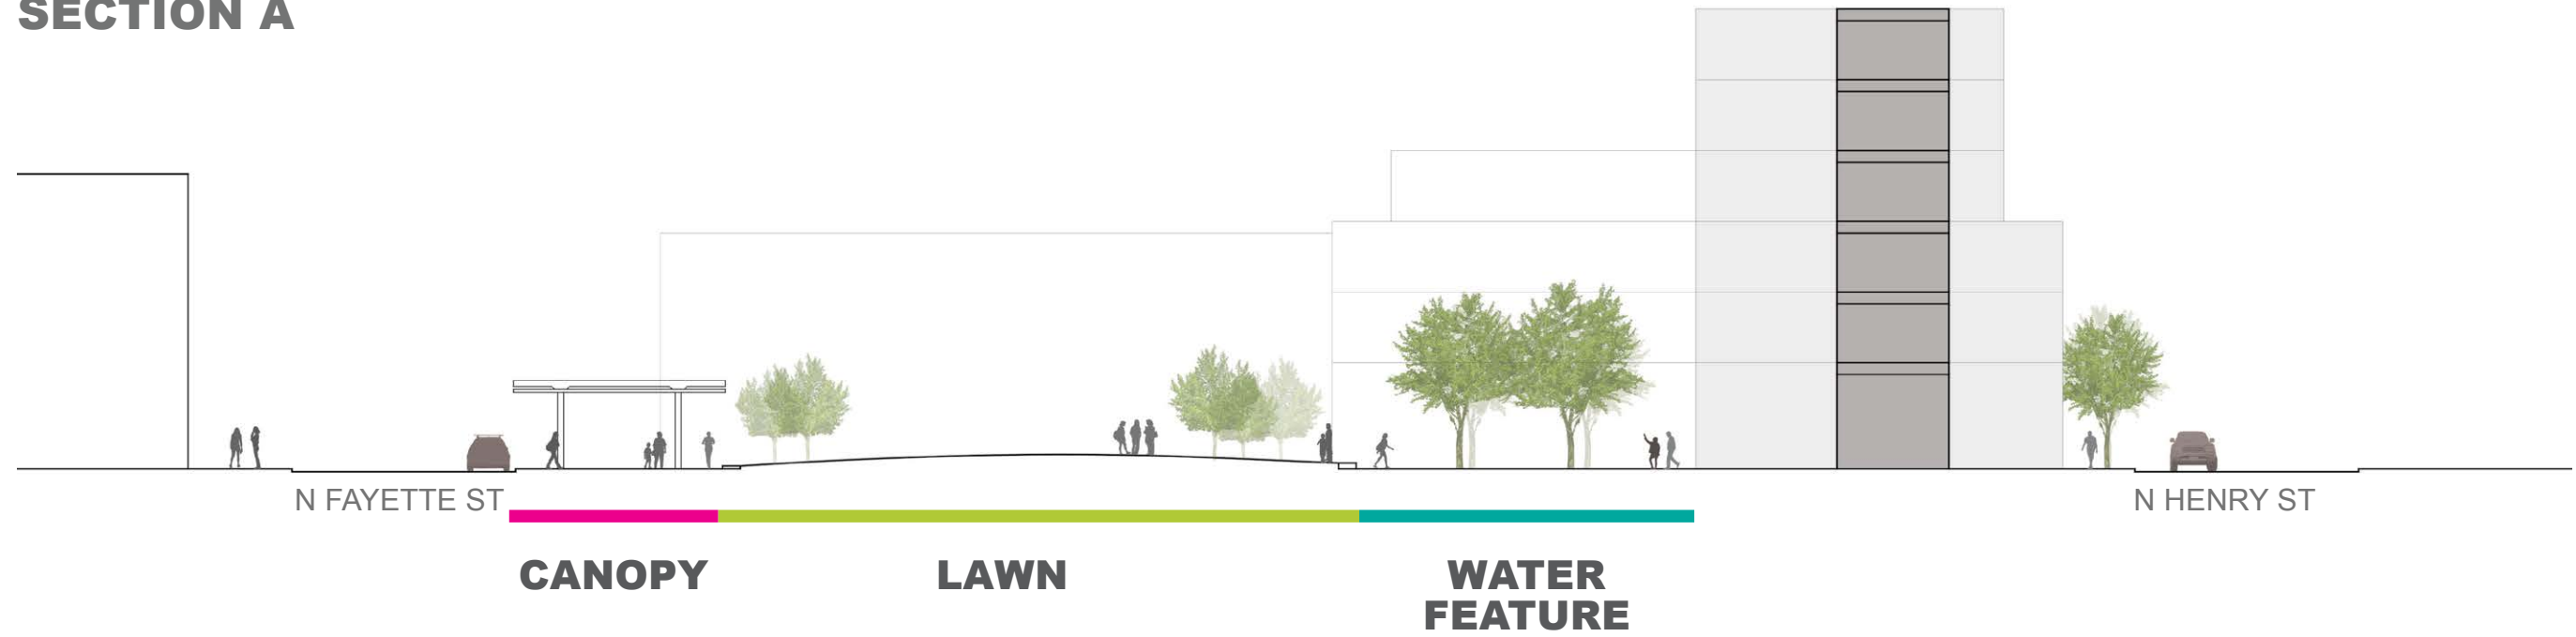 SECTION A
N FAYETTE ST
N HENRY ST
CANOPY
LAWN
WATER
FEATURE